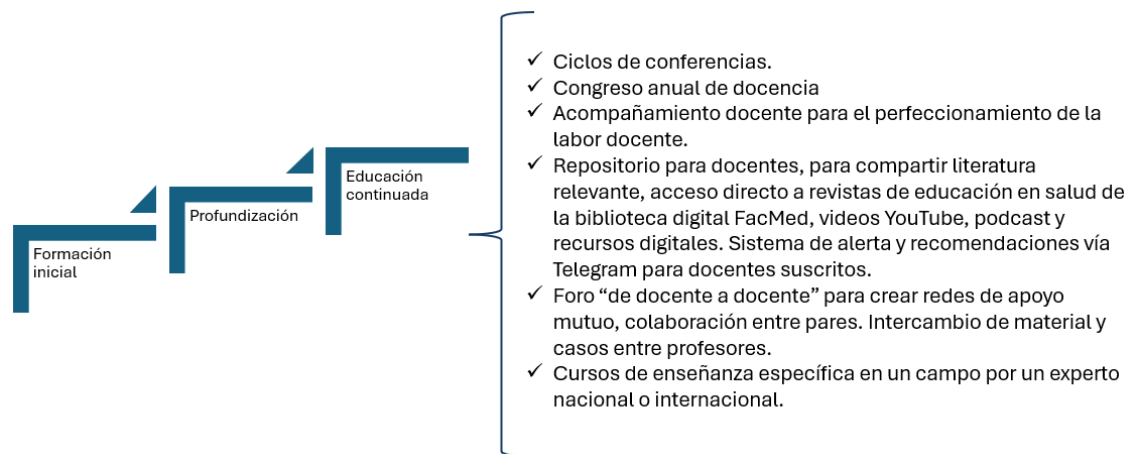 Formación
inicial
Profundización
Educación
continuada
✓ Ciclos de conferencias.
✓ Congreso anual de docencia
✓ Acompañamiento docente para el perfeccionamiento de la
labor docente.
✓ Repositorio para docentes, para compartir literatura
relevante, acceso directo a revistas de educación en salud de
la biblioteca digital FacMed, videos YouTube, podcast y
recursos digitales. Sistema de alerta y recomendaciones vía
Telegram para docentes suscritos.
✓ Foro “de docente a docente” para crear redes de apoyo
mutuo, colaboración entre pares. Intercambio de material y
casos entre profesores.
✓ Cursos de enseñanza específica en un campo por un experto
nacional o internacional.